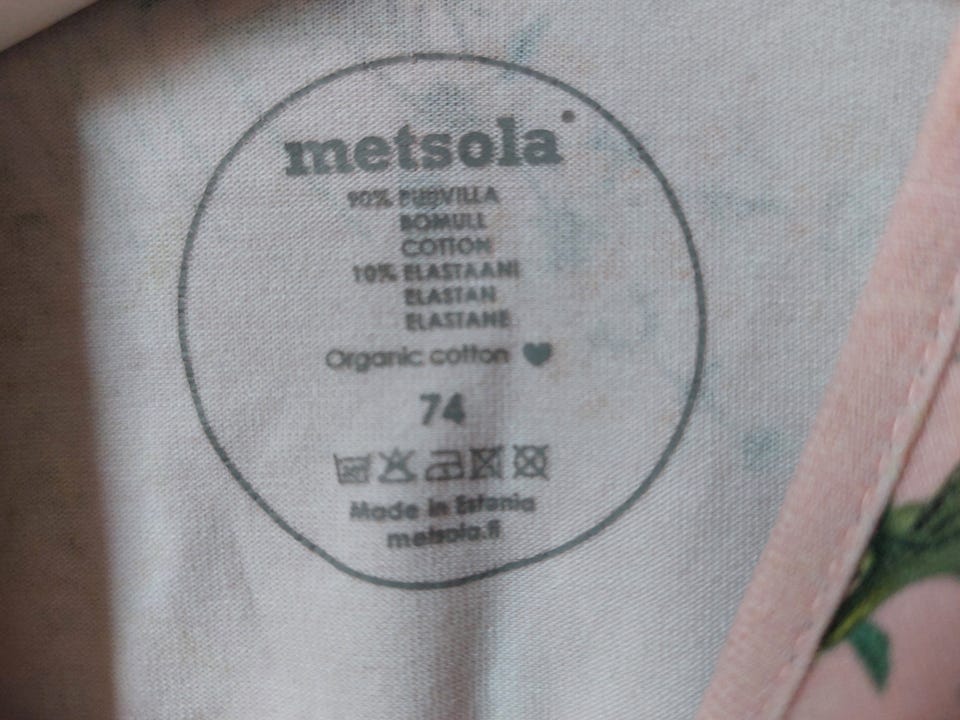 metsola
90% PUUVILLA
BOMULL
COTTON
10% ELASTAANI
ELASTAN
ELASTANE
Organic cotton
74
Made in Estonia
metsola.fi